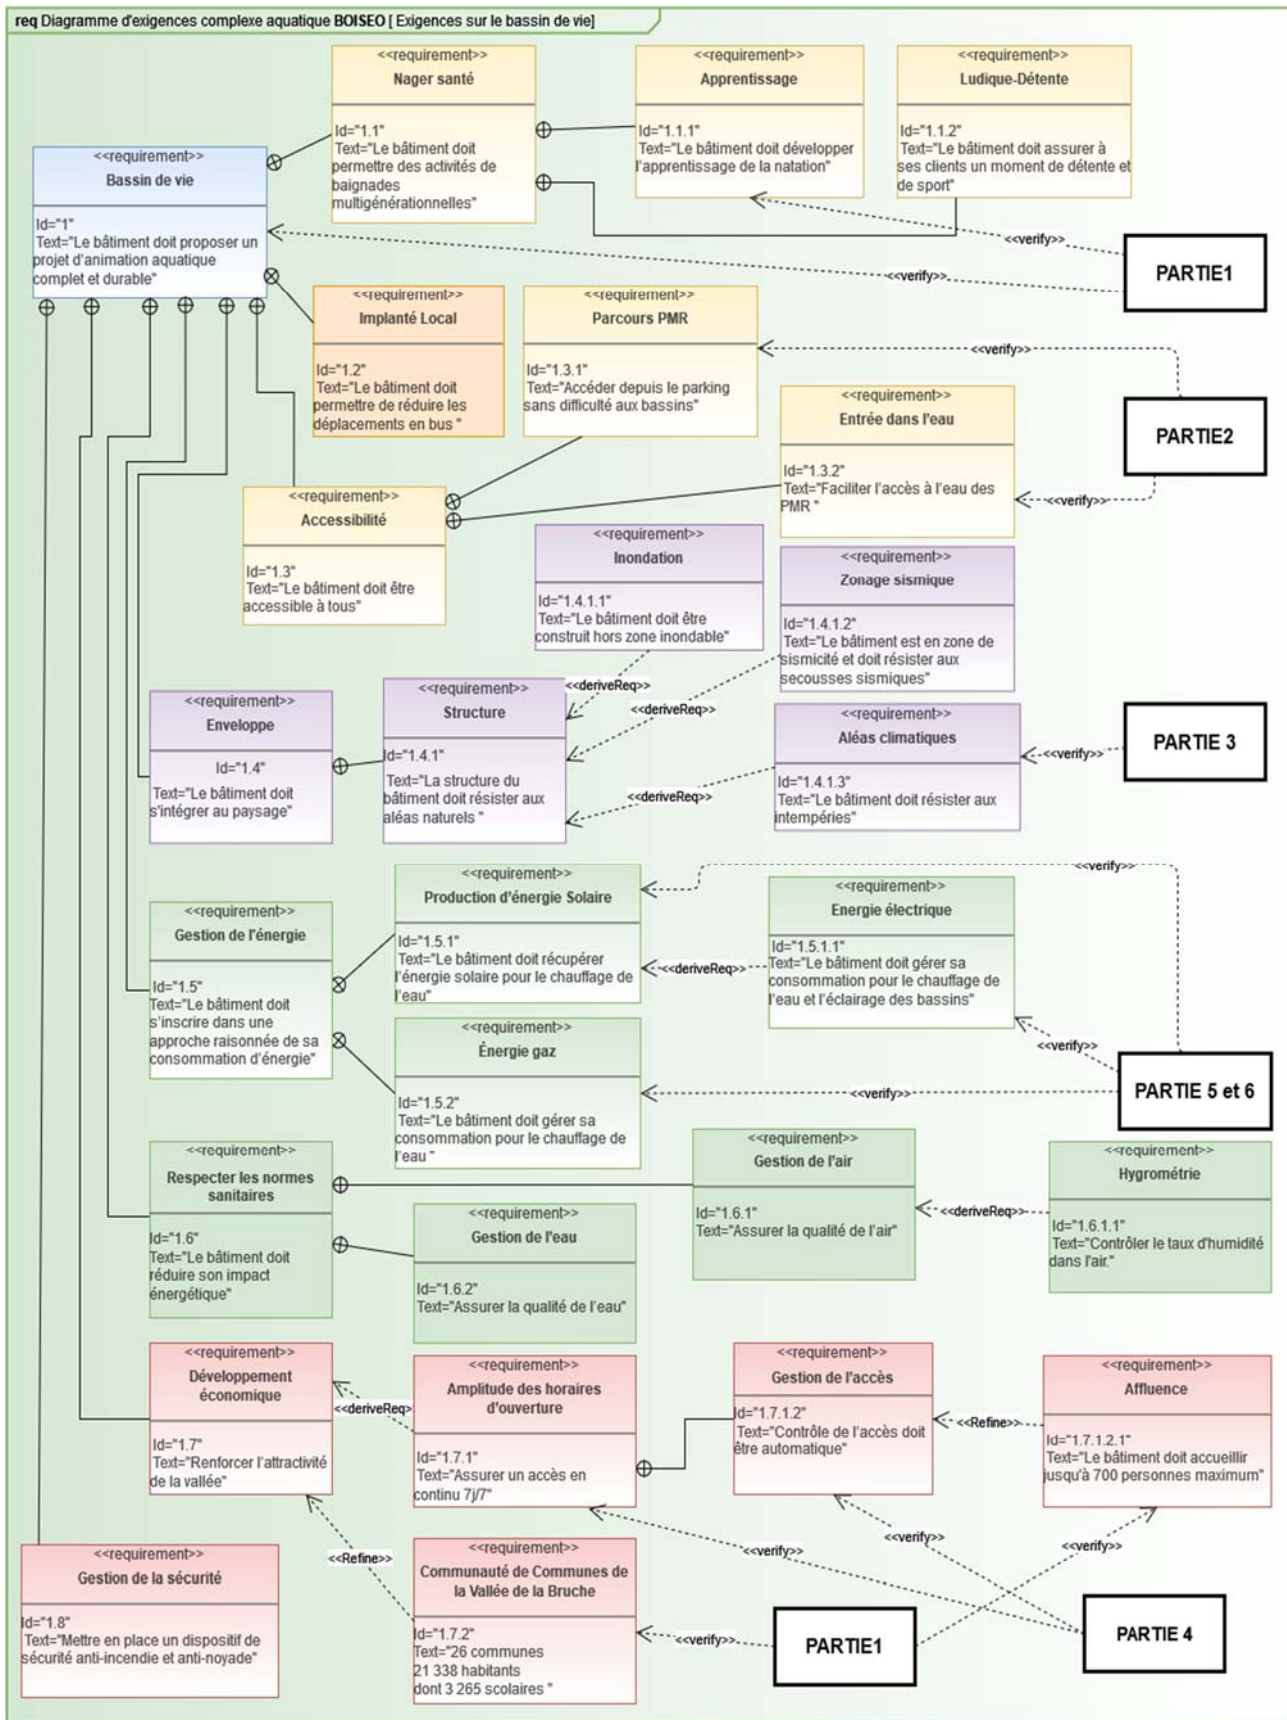 req Diagramme d'exigences complexe aquatique BOISEO [ Exigences sur le bassin de vie]
<<requirement>>
Nager santé
Id="1.1"
Text="Le bâtiment doit
permettre des activités de
baignades
multigénérationnelles"
<<requirement>>
Apprentissage
Id="1.1.1"
Text="Le bâtiment doit développer
l'apprentissage de la natation"
<<requirement>>
Ludique-Détente
Id="1.1.2"
Text="Le bâtiment doit assurer à
ses clients un moment de détente et
de sport"
<<requirement>>
Bassin de vie
Id="1"
Text="Le bâtiment doit proposer un
projet d'animation aquatique
complet et durable"
<<verify>>
<<verify>>
PARTIE1
<<requirement>>
Implanté Local
Id="1.2"
Text="Le bâtiment doit
permettre de réduire les
déplacements en bus "
<<requirement>>
Parcours PMR
Id="1.3.1"
Text="Accéder depuis le parking
sans difficulté aux bassins"
<<verify>>
<<requirement>>
Entrée dans l'eau
Id="1.3.2"
Text="Faciliter l'accès à l'eau des
PMR "
PARTIE2
<<verify>>
<<requirement>>
Accessibilité
Id="1.3"
Text="Le bâtiment doit être
accessible à tous"
<<requirement>>
Inondation
Id="1.4.1.1"
Text="Le bâtiment doit être
construit hors zone inondable"
<<requirement>>
Zonage sismique
Id="1.4.1.2"
Text="Le bâtiment est en zone de
sismicité et doit résister aux
secousses sismiques"
<<deriveReq>>
<<deriveReq>>
<<requirement>>
Enveloppe
Id="1.4"
Text="Le bâtiment doit
s'intégrer au paysage"
<<requirement>>
Structure
Id="1.4.1"
Text="La structure du
bâtiment doit résister aux
aléas naturels "
<<deriveReq>>
<<requirement>>
Aléas climatiques
Id="1.4.1.3"
Text="Le bâtiment doit résister aux
intempéries"
<<verify>>
PARTIE 3
<<requirement>>
Gestion de l'énergie
Id="1.5"
Text="Le bâtiment doit
s'inscrire dans une
approche raisonnée de sa
consommation d'énergie"
<<requirement>>
Production d'énergie Solaire
Id="1.5.1"
Text="Le bâtiment doit récupérer
l'énergie solaire pour le chauffage de
l'eau"
<<verify>>
<<deriveReq>>
<<requirement>>
Energie électrique
Id="1.5.1.1"
Text="Le bâtiment doit gérer sa
consommation pour le chauffage de
l'eau et l'éclairage des bassins"
<<requirement>>
Énergie gaz
Id="1.5.2"
Text="Le bâtiment doit gérer sa
consommation pour le chauffage de
l'eau "
<<verify>>
<<verify>>
PARTIE 5 et 6
<<requirement>>
Respecter les normes
sanitaires
Id="1.6"
Text="Le bâtiment doit
réduire son impact
énergétique"
<<requirement>>
Gestion de l'eau
Id="1.6.2"
Text="Assurer la qualité de l'eau"
<<requirement>>
Gestion de l'air
Id="1.6.1"
Text="Assurer la qualité de l'air"
<<deriveReq>>
<<requirement>>
Hygrométrie
Id="1.6.1.1"
Text="Contrôler le taux d'humidité
dans l'air."
<<requirement>>
Développement
économique
Id="1.7"
Text="Renforcer l'attractivité
de la vallée"
<<deriveReq
<<requirement>>
Amplitude des horaires
d'ouverture
Id="1.7.1"
Text="Assurer un accès en
continu 7j/7"
<<requirement>>
Gestion de l'accès
Id="1.7.1.2"
Text="Contrôle de l'accès doit
être automatique"
<<Refine>>
<<requirement>>
Affluence
Id="1.7.1.2.1"
Text="Le bâtiment doit accueillir
jusqu'à 700 personnes maximum"
<<requirement>>
Gestion de la sécurité
Id="1.8"
Text="Mettre en place un dispositif de
sécurité anti-incendie et anti-noyade"
<<Refine>>
<<requirement>>
Communauté de Communes de
la Vallée de la Bruche
Id="1.7.2"
Text="26 communes
21 338 habitants
dont 3 265 scolaires "
<<verify>>
<<verify>>
<<verify>>
<<verify>>
PARTIE1
PARTIE 4